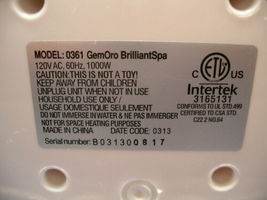 MODEL: 0361 GemOro BrilliantSpa
120V AC, 60Hz, 1000W
CAUTION: THIS IS NOT A TOY!
KEEP AWAY FROM CHILDREN
UNPLUG UNIT WHEN NOT IN USE
HOUSEHOLD USE ONLY /
USAGE DOMESTIQUE SEULEMENT
DO NOT IMMERSE IN WATER & NE PAS IMMERGER
NOT FOR HEATING SWIMMING POOLS
MADE IN CHINA DATE CODE: 0313
Serial number: B031300817
C ETL US
Intertek
3165131
CONFORMS TO UL STD.499
CERTIFIED TO CSA STD
C22.2 NO.64